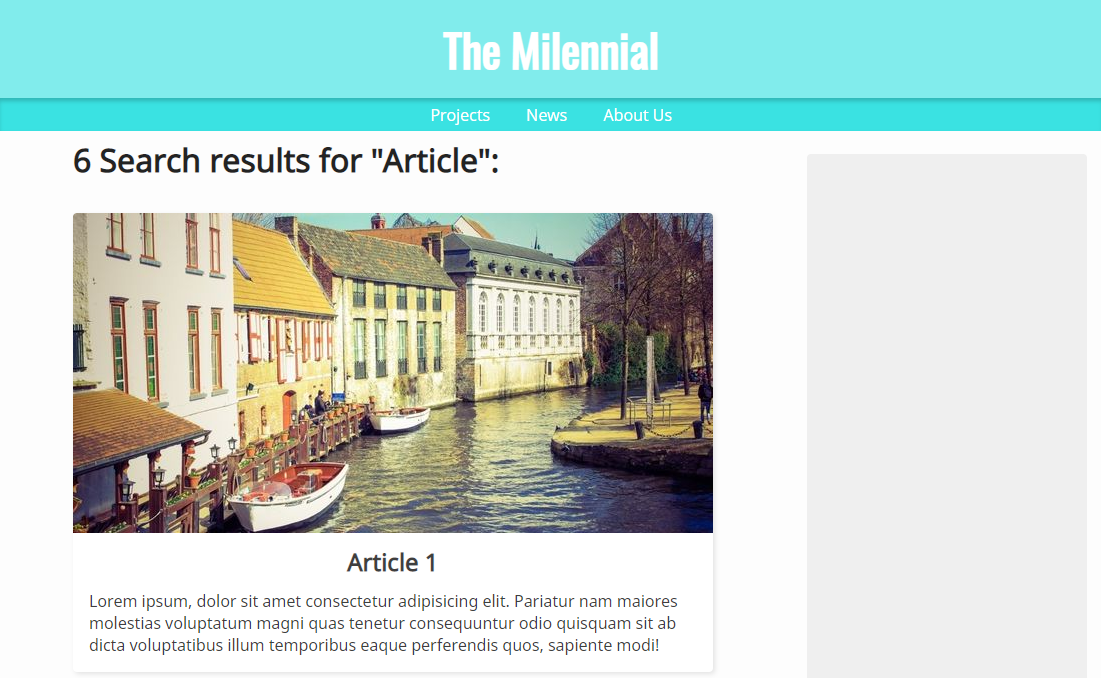 The Milennial
Projects News About Us
6 Search results for "Article":
Article 1
Lorem ipsum, dolor sit amet consectetur adipisicing elit. Pariatur nam maiores
molestias voluptatum magni quas tenetur consequuntur odio quisquam sit ab
dicta voluptatibus illum temporibus eaque perferendis quos, sapiente modi!